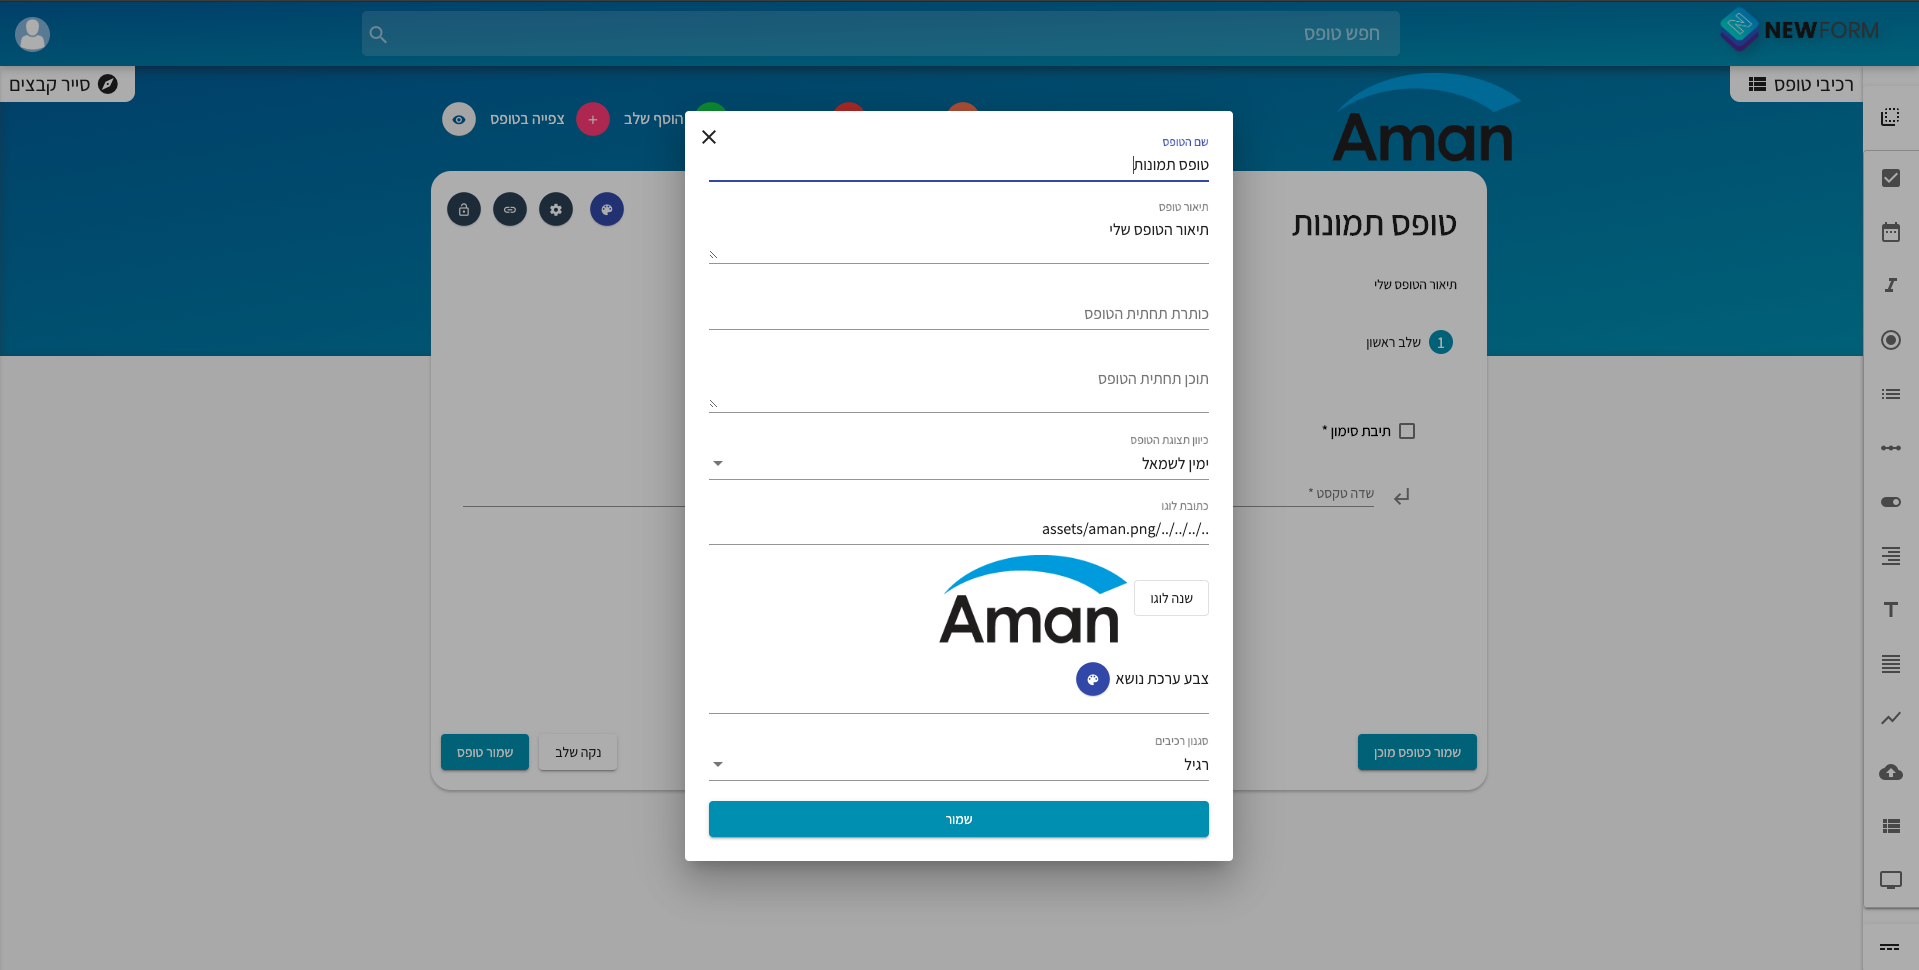 NEWFORM
חפש טופס
רכיבי טופס
סייר קבצים
Aman
הוסף שלב
צפייה בטופס
טופס תמונות
תיאור הטופס שלי
1
שלב ראשון
תיבת סימון *
שדה טקסט *
שמור כטופס מוכן
נקה שלב
שמור טופס
שם הטופס
טופס תמונות
תיאור טופס
תיאור הטופס שלי
כותרת תחתית הטופס
תוכן תחתית הטופס
כיוון תצוגת הטופס
ימין לשמאל
כתובת לוגו
assets/aman.png/../../../..
שנה לוגו
Aman
צבע ערכת נושא
סגנון רכיבים
רגיל
שמור